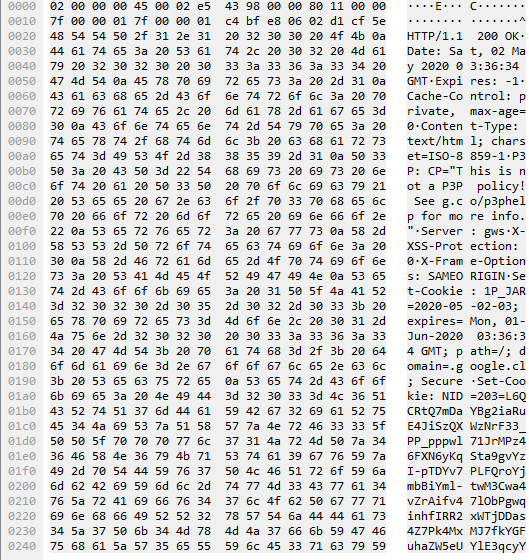 0000 02 00 00 00 45 00 02 e5 43 98 00 00 80 11 00 00 ····E··· C·······
0010 7f 00 00 01 7f 00 00 01 c4 bf e8 06 02 d1 cf 5e ········ ·······^
0020 48 54 54 50 2f 31 2e 31 20 32 30 30 20 4f 4b 0a HTTP/1.1  200 OK·
0030 44 61 74 65 3a 20 53 61 74 2c 20 30 32 20 4d 61 Date: Sa t, 02 Ma
0040 79 20 32 30 32 30 20 30 33 3a 33 36 3a 33 34 20 y 2020 0 3:36:34
0050 47 4d 54 0a 45 78 70 69 72 65 73 3a 20 2d 31 0a GMT·Expi res: -1·
0060 43 61 63 68 65 2d 43 6f 6e 74 72 6f 6c 3a 20 70 Cache-Co ntrol: p
0070 72 69 76 61 74 65 2c 20 6d 61 78 2d 61 67 65 3d rivate,  max-age=
0080 30 0a 43 6f 6e 74 65 6e 74 2d 54 79 70 65 3a 20 0·Conten t-Type:
0090 74 65 78 74 2f 68 74 6d 6c 3b 20 63 68 61 72 73 text/htm l; chars
00a0 65 74 3d 49 53 4f 2d 38 38 35 39 2d 31 0a 50 33 et=ISO-8 859-1·P3
00b0 50 3a 20 43 50 3d 22 54 68 69 73 20 69 73 20 6e P: CP="T his is n
00c0 6f 74 20 61 20 50 33 50 20 70 6f 6c 69 63 79 21 ot a P3P  policy!
00d0 20 53 65 65 20 67 2e 63 6f 2f 70 33 70 68 65 6c  See g.c o/p3phel
00e0 70 20 66 6f 72 20 6d 6f 72 65 20 69 6e 66 6f 2e p for mo re info.
00f0 22 0a 53 65 72 76 65 72 3a 20 67 77 73 0a 58 2d "·Server : gws·X-
0100 58 53 53 2d 50 72 6f 74 65 63 74 69 6f 6e 3a 20 XSS-Prot ection:
0110 30 0a 58 2d 46 72 61 6d 65 2d 4f 70 74 69 6f 6e 0·X-Fram e-Option
0120 73 3a 20 53 41 4d 45 4f 52 49 47 49 4e 0a 53 65 s: SAMEO RIGIN·Se
0130 74 2d 43 6f 6f 6b 69 65 3a 20 31 50 5f 4a 41 52 t-Cookie : 1P_JAR
0140 3d 32 30 32 30 2d 30 35 2d 30 32 2d 30 33 3b 20 =2020-05 -02-03;
0150 65 78 70 69 72 65 73 3d 4d 6f 6e 2c 20 30 31 2d expires= Mon, 01-
0160 4a 75 6e 2d 32 30 32 30 20 30 33 3a 33 36 3a 33 Jun-2020  03:36:3
0170 34 20 47 4d 54 3b 20 70 61 74 68 3d 2f 3b 20 64 4 GMT; p ath=/; d
0180 6f 6d 61 69 6e 3d 2e 67 6f 6f 67 6c 65 2e 63 6c omain=.g oogle.cl
0190 3b 20 53 65 63 75 72 65 0a 53 65 74 2d 43 6f 6f ; Secure ·Set-Coo
01a0 6b 69 65 3a 20 4e 49 44 3d 32 30 33 3d 4c 36 51 kie: NID =203=L6Q
01b0 43 52 74 51 37 6d 44 61 59 42 67 32 69 61 52 75 CRtQ7mDa YBg2iaRu
01c0 45 34 4a 69 53 7a 51 58 57 7a 4e 72 46 33 33 5f E4JiSzQX WzNrF33_
01d0 50 50 5f 70 70 70 77 6c 37 31 4a 72 4d 50 7a 34 PP_pppwl 71JrMPz4
01e0 36 46 58 4e 36 79 4b 71 53 74 61 39 67 76 59 7a 6FXN6yKq Sta9gvYz
01f0 49 2d 70 54 44 59 76 37 50 4c 46 51 72 6f 59 6a I-pTDYv7 PLFQroYj
0200 6d 62 42 69 59 6d 6c 2d 74 77 4d 33 43 77 61 34 mbBiYml- twM3Cwa4
0210 76 5a 72 41 69 66 76 34 37 6c 4f 62 50 67 77 71 vZrAifv4 7lObPgwq
0220 69 6e 68 66 49 52 52 32 78 57 54 6a 44 44 61 73 inhfIRR2 xWTjDDas
0230 34 5a 37 50 6b 34 4d 78 4d 4a 37 66 6b 59 47 46 4Z7Pk4Mx MJ7fkYGF
0240 75 68 61 5a 57 35 65 55 59 6c 45 33 71 63 79 59 uhaZW5eU YlE3qcyY